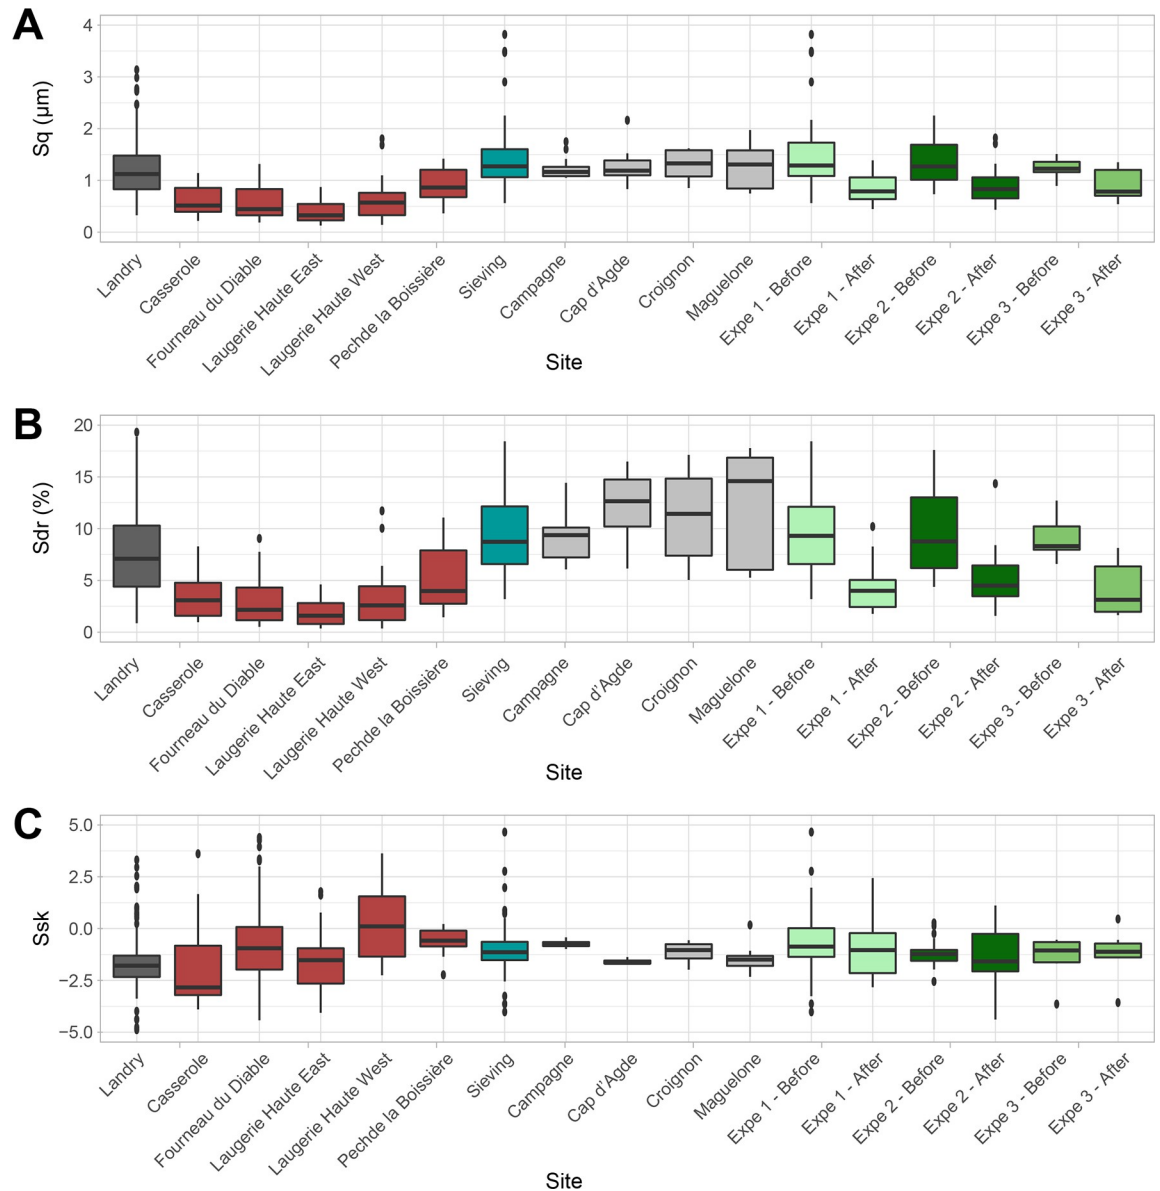 A
Sq (µm)
4
3
2
1
0
Landry
Casserole
Fourneau du Diable
Laugerie Haute East
Laugerie Haute West
Pechde la Boissière
Sieving
Campagne
Cap d'Agde
Croignon
Maguelone
Expe 1 - Before
Expe 1 - After
Expe 2 - Before
Expe 2 - After
Expe 3 - Before
Expe 3 - After
Site
B
Sdr (%)
20
15
10
5
0
Landry
Casserole
Fourneau du Diable
Laugerie Haute East
Laugerie Haute West
Pechde la Boissière
Sieving
Campagne
Cap d'Agde
Croignon
Maguelone
Expe 1 - Before
Expe 1 - After
Expe 2 - Before
Expe 2 - After
Expe 3 - Before
Expe 3 - After
Site
C
Ssk
5.0
2.5
0.0
−2.5
−5.0
Landry
Casserole
Fourneau du Diable
Laugerie Haute East
Laugerie Haute West
Pechde la Boissière
Sieving
Campagne
Cap d'Agde
Croignon
Maguelone
Expe 1 - Before
Expe 1 - After
Expe 2 - Before
Expe 2 - After
Expe 3 - Before
Expe 3 - After
Site